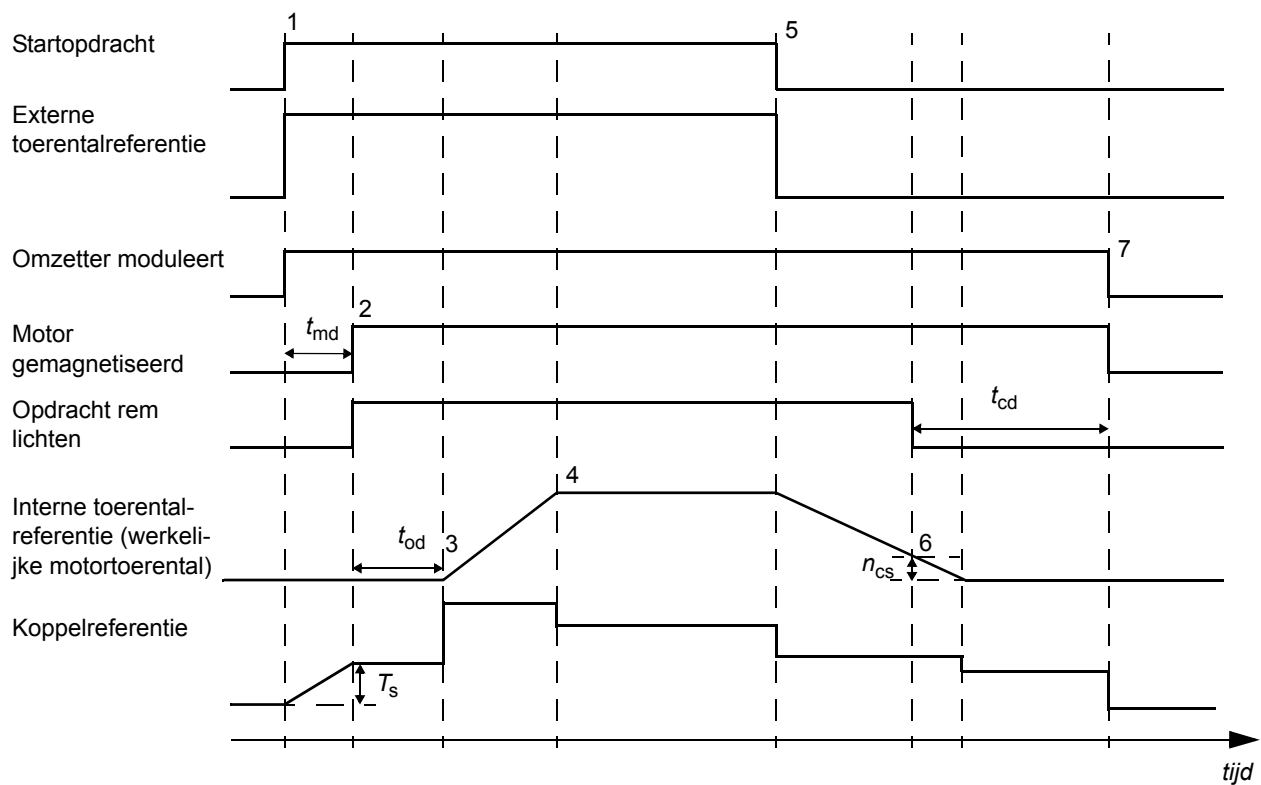 1
Startopdracht
5
Externe
toerentalreferentie
Omzetter moduleert
7
2
Motor
gemagnetiseerd
tmd
Opdracht rem
lichten
tcd
4
Interne toerental-
referentie (werkeli-
jke motortoerental)
tod
3
6
ncs
Koppelreferentie
Ts
tijd